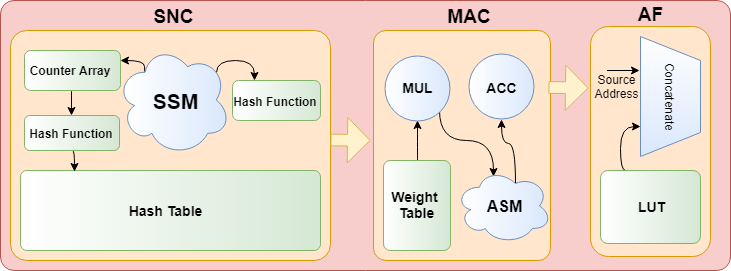 SNC
Counter Array
SSM
Hash Function
Hash Function
Hash Table
MAC
MUL
ACC
Weight
Table
ASM
AF
Source
Address
Concatenate
LUT